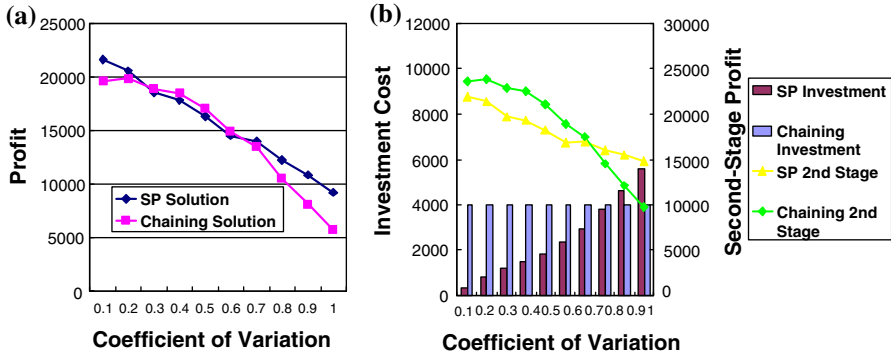 (a)
25000
20000
15000
10000
5000
0
Profit
SP Solution
Chaining Solution
0.1 0.2 0.3 0.4 0.5 0.6 0.7 0.8 0.9 1
Coefficient of Variation
(b)
12000
10000
8000
6000
4000
2000
0
Investment Cost
30000
25000
20000
15000
10000
5000
0
Second-Stage Profit
0.1 0.2 0.3 0.4 0.5 0.6 0.7 0.8 0.9 1
Coefficient of Variation
SP Investment
Chaining
Investment
SP 2nd Stage
Chaining 2nd
Stage